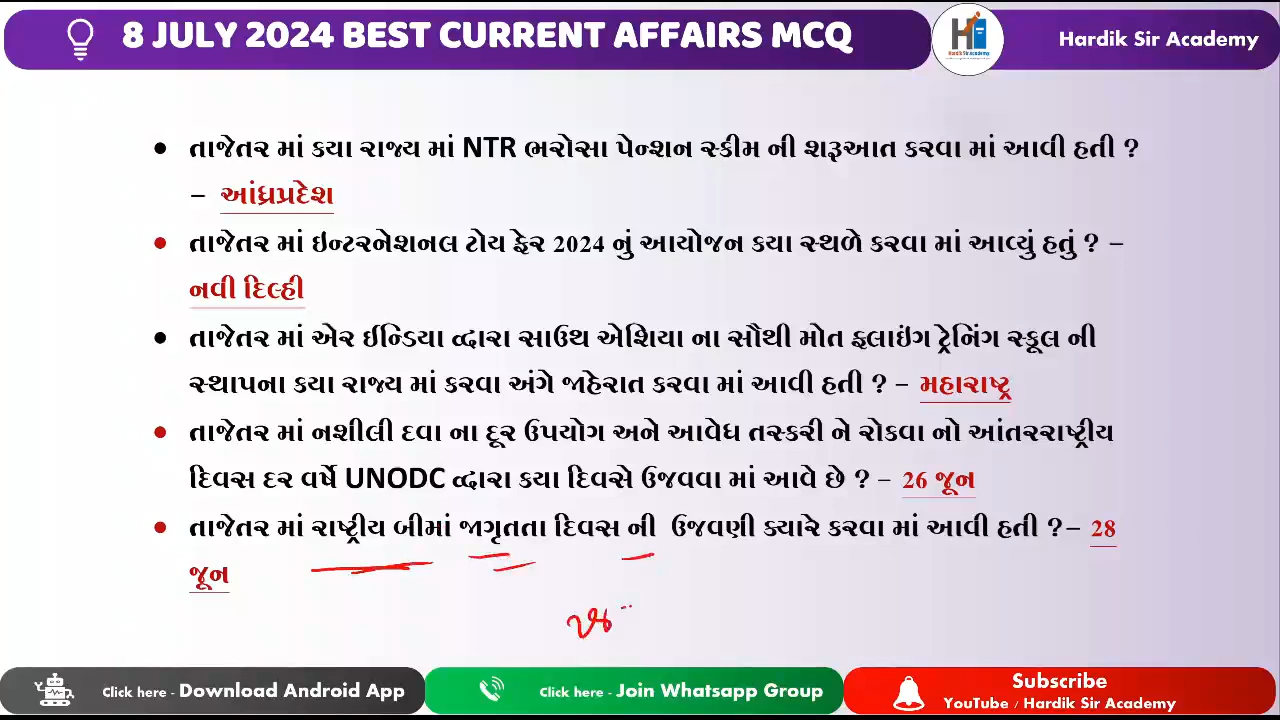 8 JULY 2024 BEST CURRENT AFFAIRS MCQ
Hardik Sir Academy
Hardik Sir Academy
• તાજેતર માં કયા રાજ્ય માં NTR ભરોસા પેન્શન સ્કીમ ની શરૂઆત કરવા માં આવી હતી ?
– આંધ્રપ્રદેશ
• તાજેતર માં ઇન્ટરનેશનલ ટોય ફેર 2024 નું આયોજન કયા સ્થળે કરવા માં આવ્યું હતું ? –
નવી દિલ્હી
• તાજેતર માં એર ઈન્ડિયા દ્વારા સાઉથ એશિયા ના સૌથી મોત ફ્લાઇંગ ટ્રેનિંગ સ્કૂલ ની
સ્થાપના કયા રાજ્ય માં કરવા અંગે જાહેરાત કરવા માં આવી હતી ? – મહારાષ્ટ્ર
• તાજેતર માં નશીલી દવા ના દૂર ઉપયોગ અને આવેધ તસ્કરી ને રોકવા નો આંતરરાષ્ટ્રીય
દિવસ દર વર્ષે UNODC દ્વારા કયા દિવસે ઉજવવા માં આવે છે ? – 26 જૂન
• તાજેતર માં રાષ્ટ્રીય બીમાં જાગૃતતા દિવસ ની ઉજવણી ક્યારે કરવા માં આવી હતી ?– 28
જૂન
Click here - Download Android App
Click here - Join Whatsapp Group
Subscribe
YouTube / Hardik Sir Academy